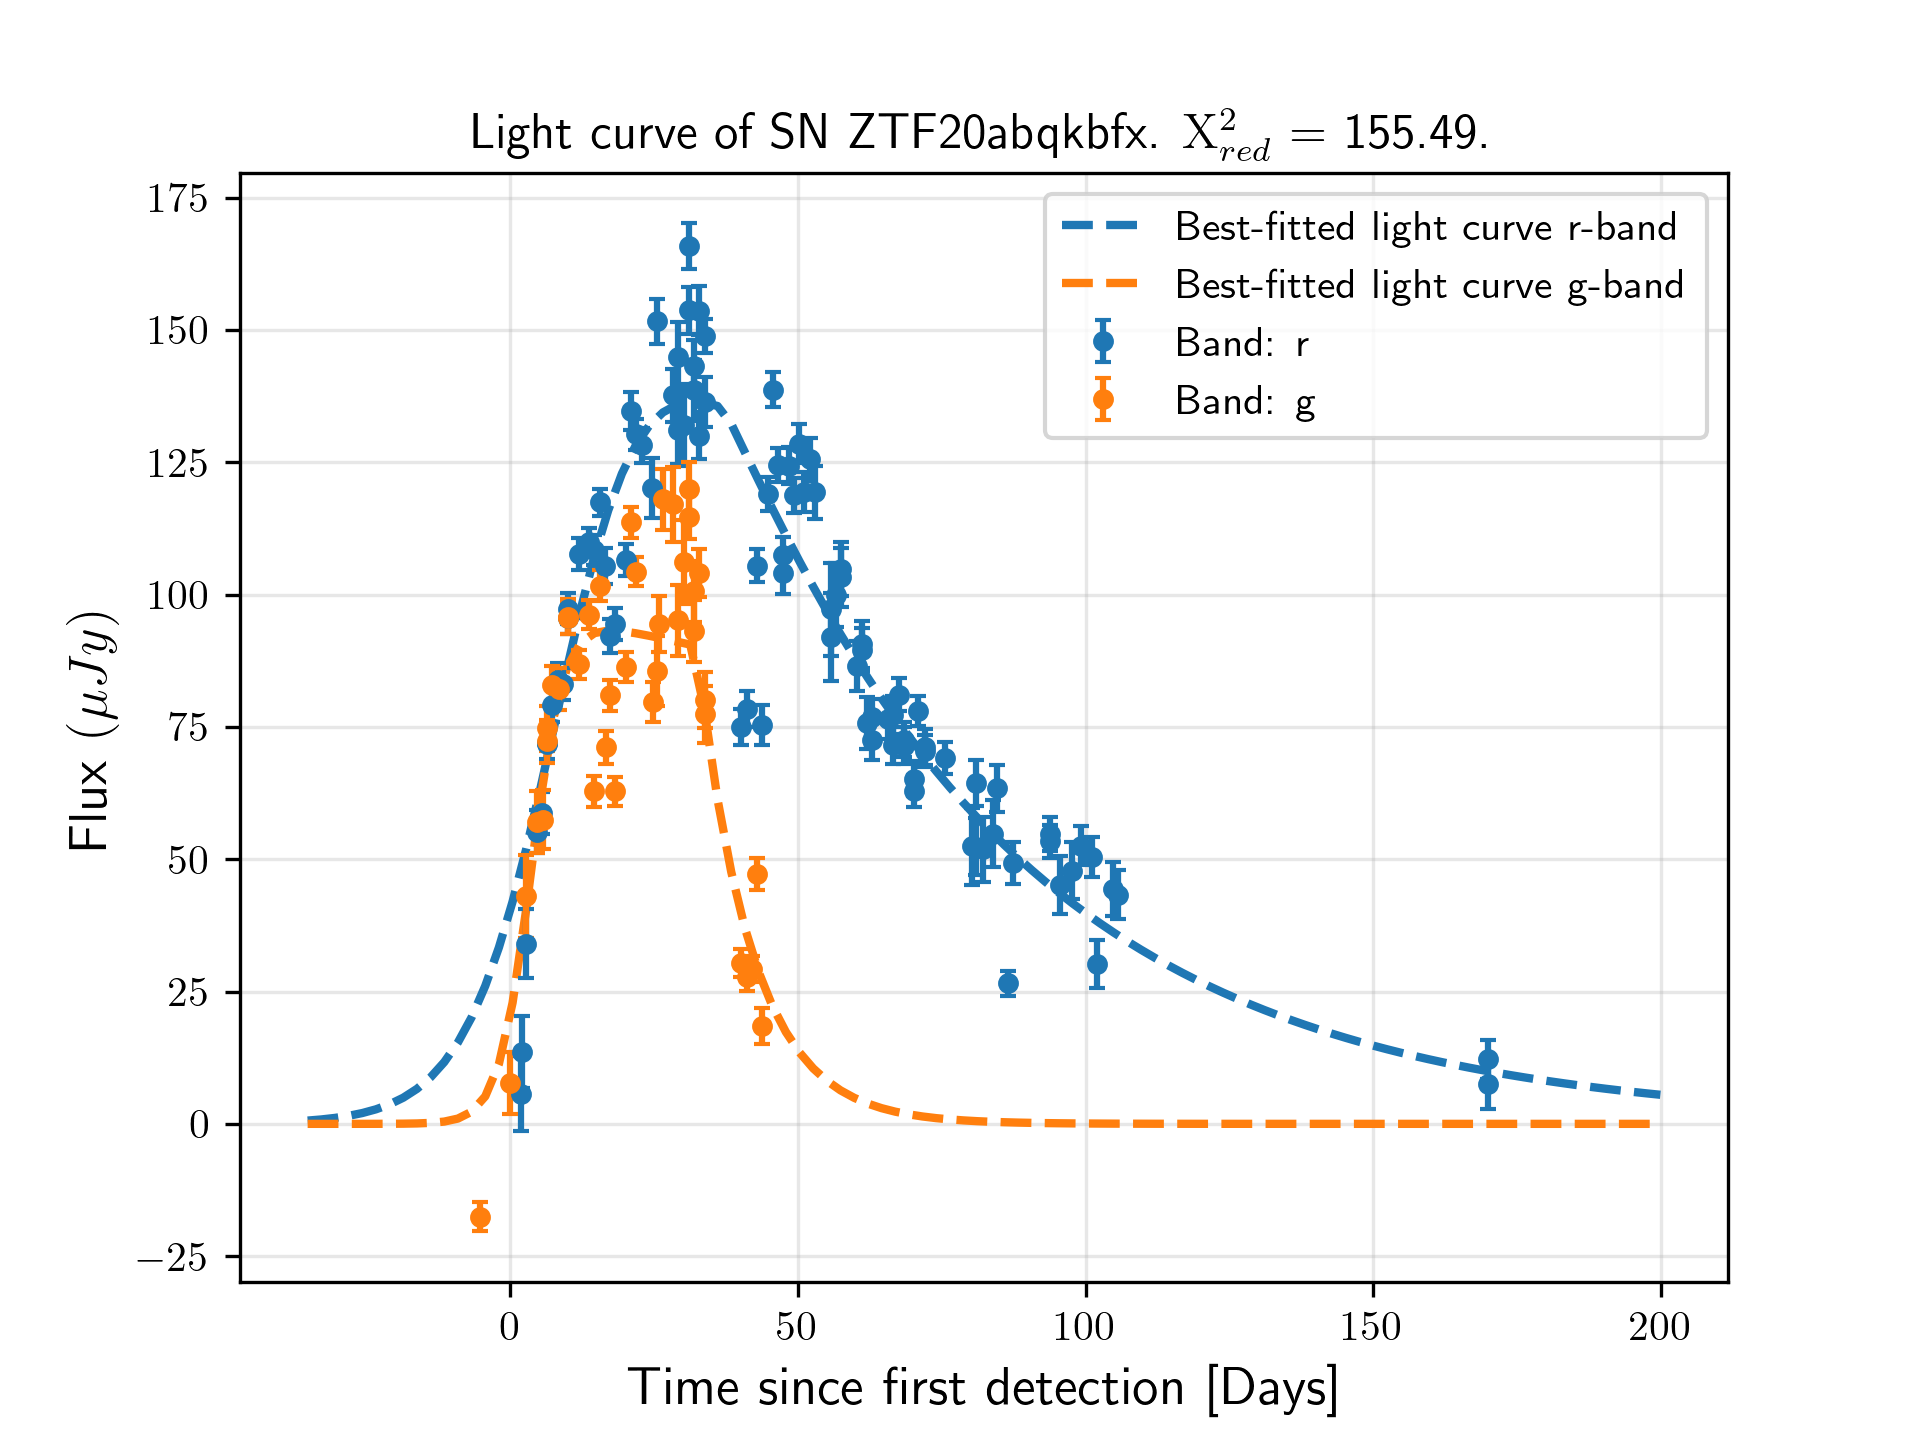 Light curve of SN ZTF20abqkbfx. X²_red = 155.49.
175
150
125
100
75
50
25
0
−25
Flux (μJy)
Best-fitted light curve r-band
Best-fitted light curve g-band
Band: r
Band: g
0 50 100 150 200
Time since first detection [Days]